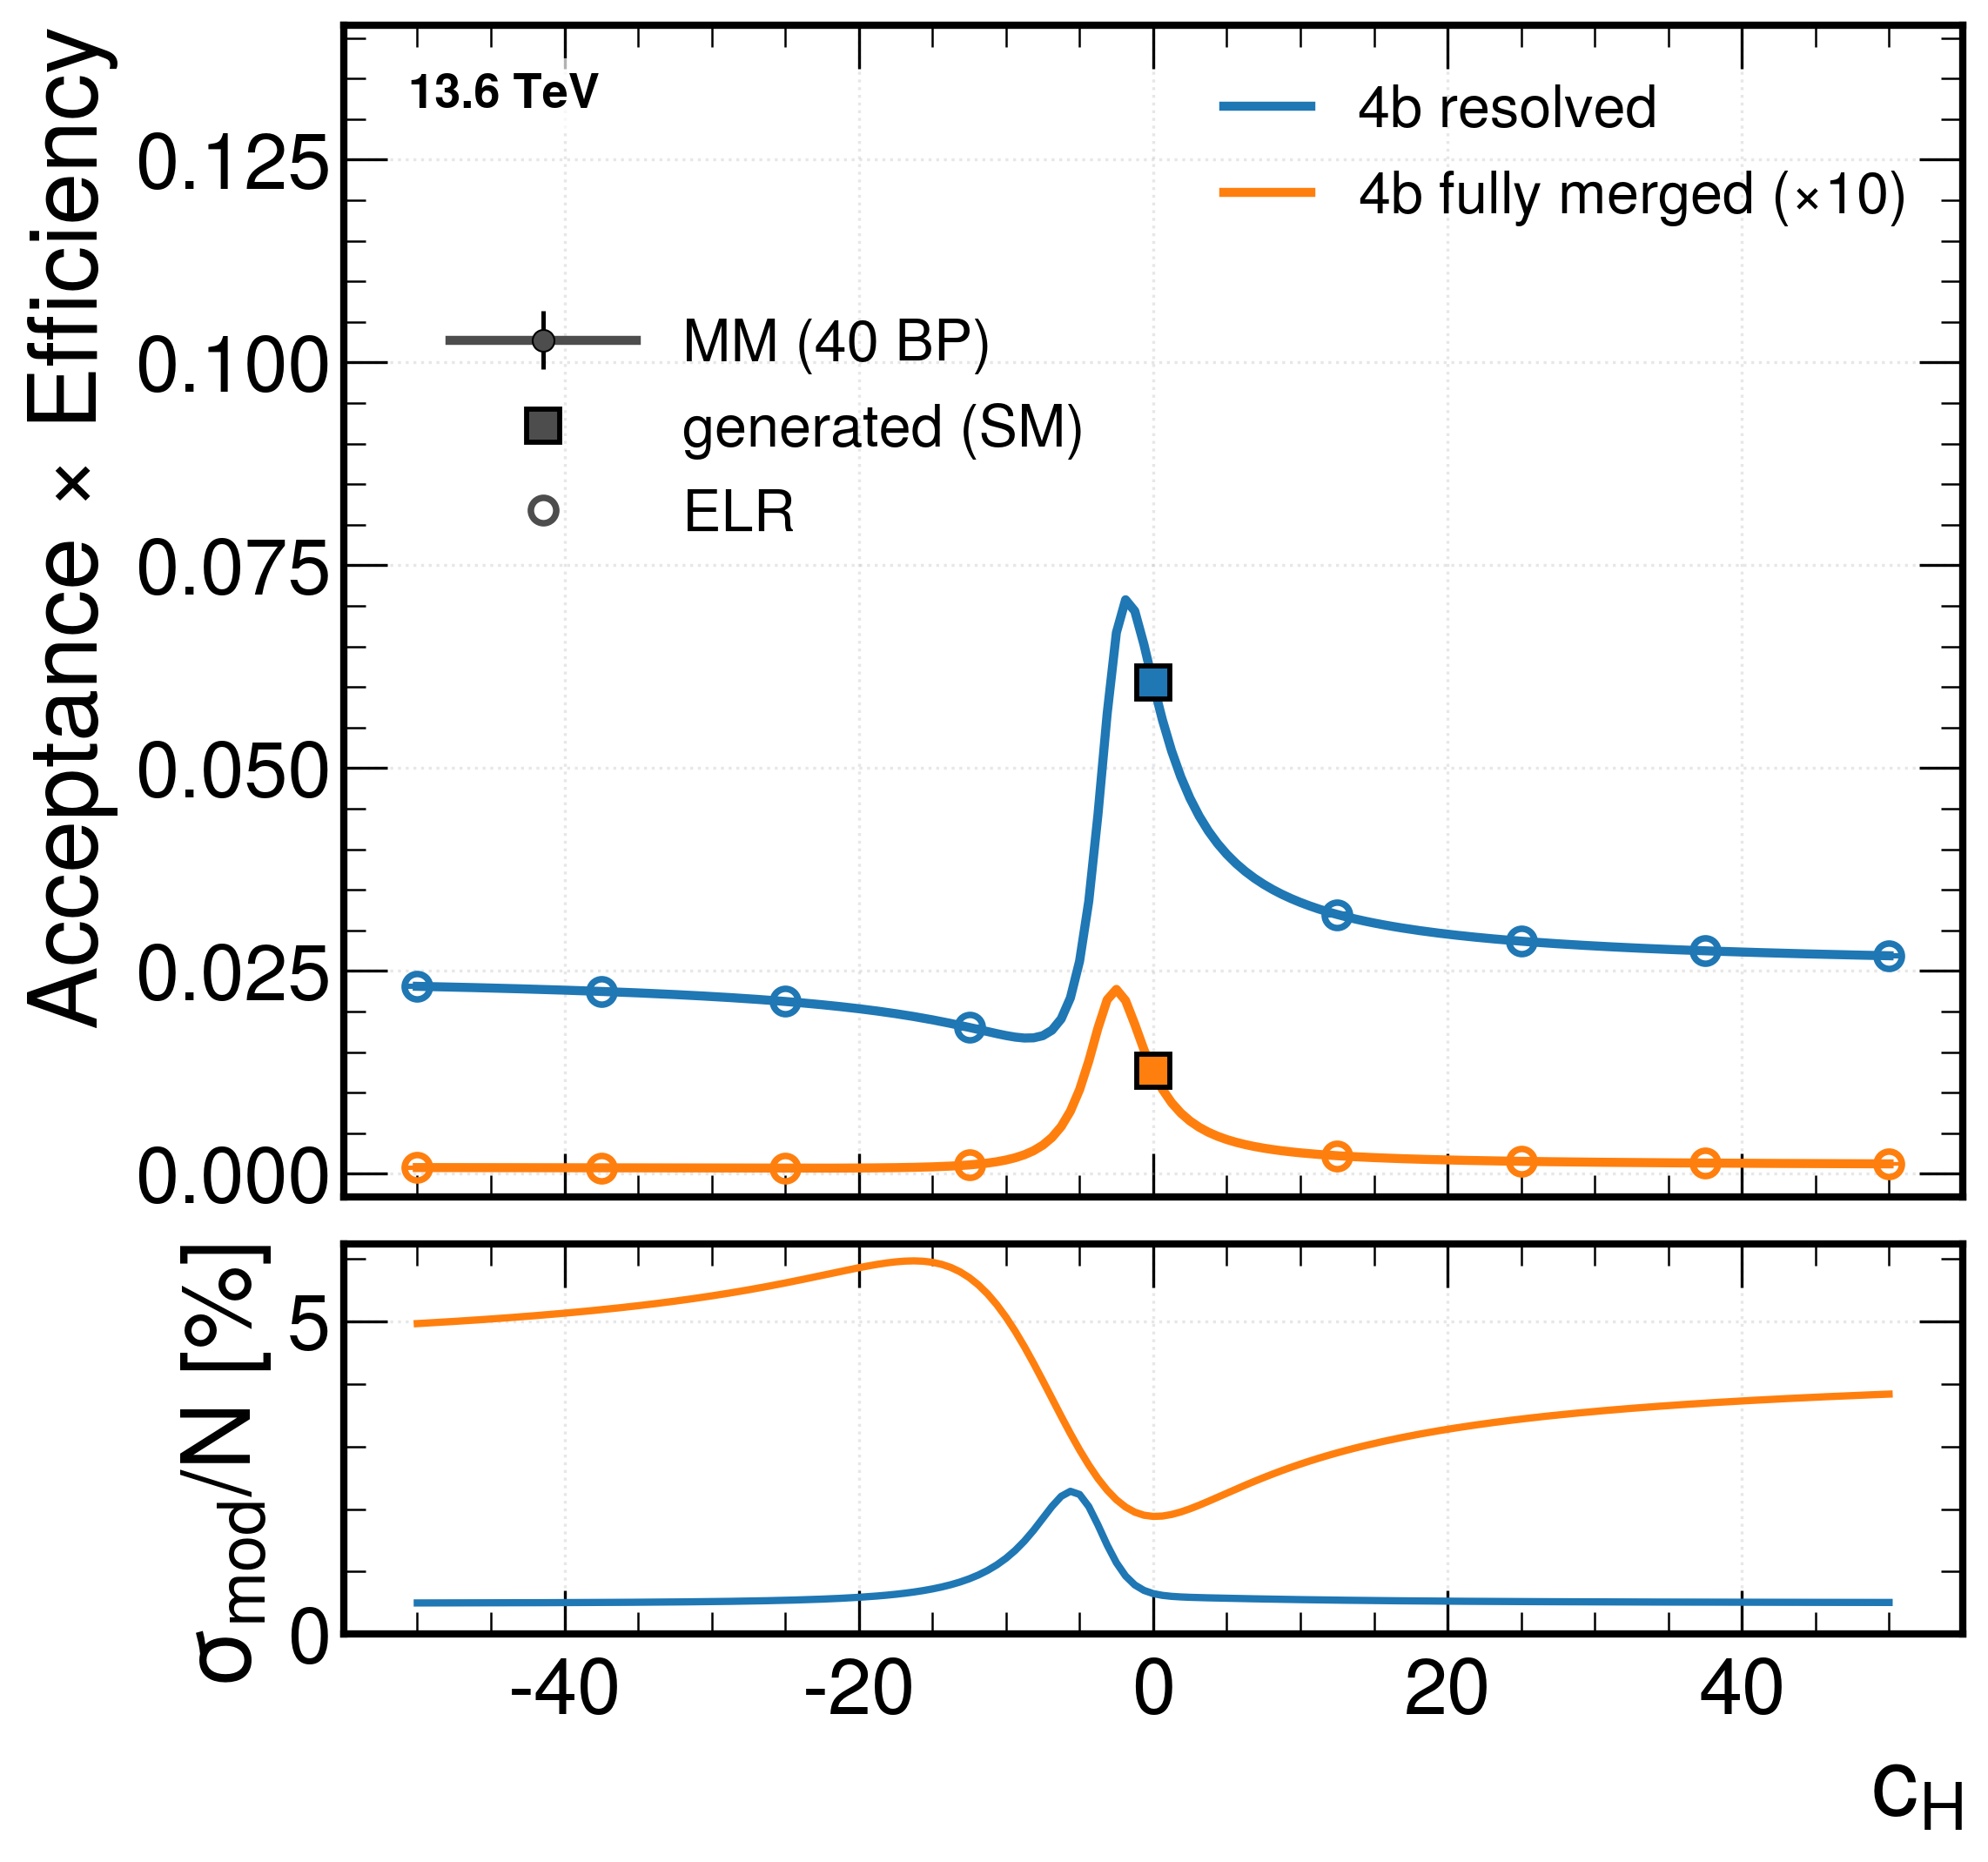 13.6 TeV
4b resolved
4b fully merged (×10)
MM (40 BP)
generated (SM)
ELR
Acceptance × Efficiency
0.125
0.100
0.075
0.050
0.025
0.000
σmod/N [%]
5
0
-40 -20 0 20 40
cH